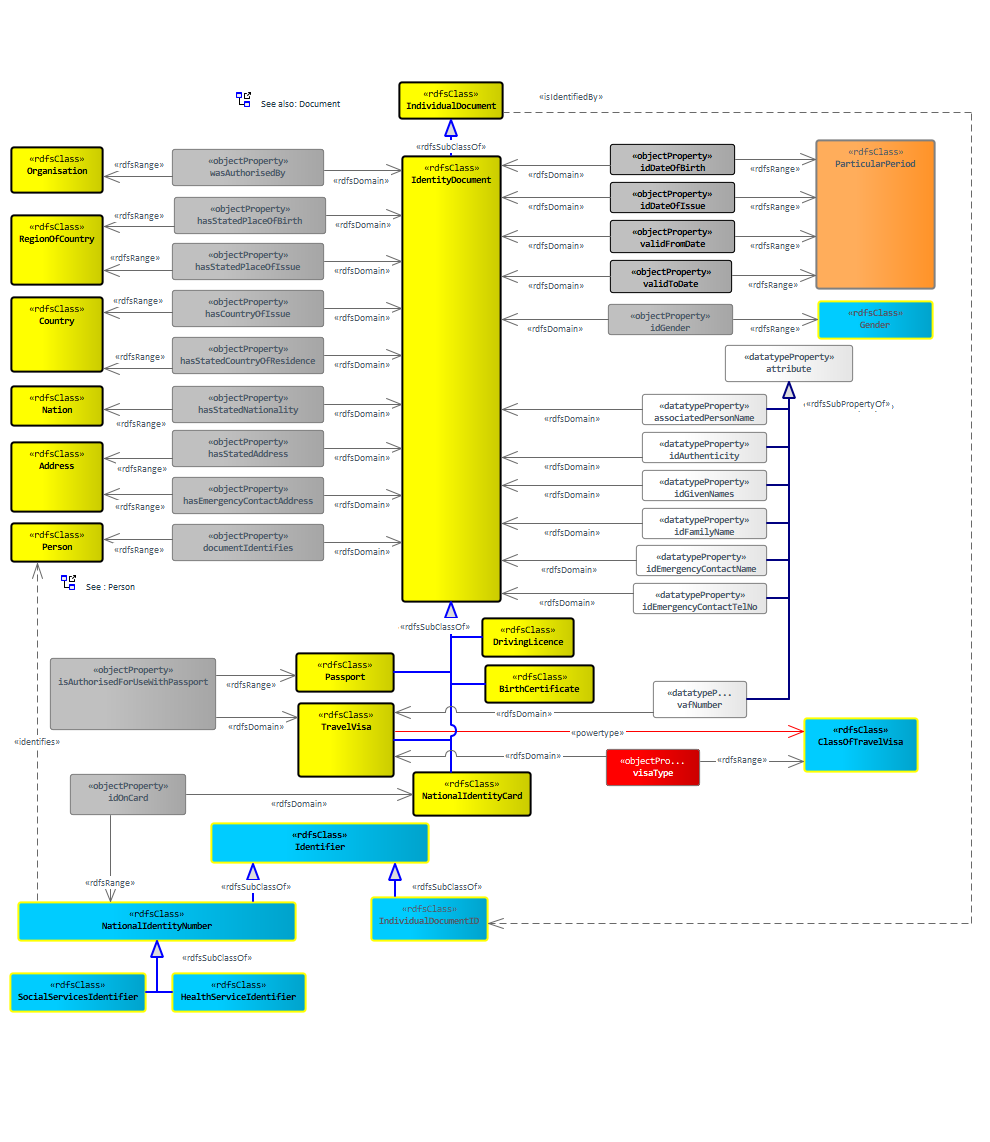 «rdfsClass»
IndividualDocument
«isIdentifiedBy»
See also: Document
«rdfsSubClassOf»
«rdfsClass»
Organisation
«rdfsRange»
«objectProperty»
wasAuthorisedBy
«rdfsDomain»
«rdfsClass»
IdentityDocument
«rdfsDomain»
«objectProperty»
idDateOfBirth
«rdfsRange»
«rdfsClass»
ParticularPeriod
«rdfsDomain»
«objectProperty»
idDateOfIssue
«rdfsRange»
«rdfsClass»
RegionOfCountry
«rdfsRange»
«objectProperty»
hasStatedPlaceOfBirth
«rdfsDomain»
«rdfsDomain»
«objectProperty»
validFromDate
«rdfsRange»
«rdfsRange»
«objectProperty»
hasStatedPlaceOfIssue
«rdfsDomain»
«rdfsDomain»
«objectProperty»
validToDate
«rdfsRange»
«rdfsClass»
Country
«rdfsRange»
«objectProperty»
hasCountryOfIssue
«rdfsDomain»
«rdfsDomain»
«objectProperty»
idGender
«rdfsRange»
«rdfsClass»
Gender
«rdfsRange»
«objectProperty»
hasStatedCountryOfResidence
«rdfsDomain»
«datatypeProperty»
attribute
«rdfsSubPropertyOf»
«rdfsClass»
Nation
«rdfsRange»
«objectProperty»
hasStatedNationality
«rdfsDomain»
«rdfsDomain»
«datatypeProperty»
associatedPersonName
«rdfsClass»
Address
«rdfsRange»
«objectProperty»
hasStatedAddress
«rdfsDomain»
«rdfsDomain»
«datatypeProperty»
idAuthenticity
«rdfsRange»
«objectProperty»
hasEmergencyContactAddress
«rdfsDomain»
«rdfsDomain»
«datatypeProperty»
idGivenNames
«rdfsClass»
Person
«rdfsRange»
«objectProperty»
documentIdentifies
«rdfsDomain»
«rdfsDomain»
«datatypeProperty»
idFamilyName
«rdfsDomain»
«datatypeProperty»
idEmergencyContactName
See : Person
«rdfsDomain»
«datatypeProperty»
idEmergencyContactTelNo
«rdfsSubClassOf»
«rdfsClass»
DrivingLicence
«objectProperty»
isAuthorisedForUseWithPassport
«rdfsRange»
«rdfsClass»
Passport
«rdfsClass»
BirthCertificate
«rdfsDomain»
«rdfsClass»
TravelVisa
«rdfsDomain»
«datatypeP...
vafNumber
«identifies»
«powertype»
«rdfsClass»
ClassOfTravelVisa
«rdfsDomain»
«objectPro...
visaType
«rdfsRange»
«objectProperty»
idOnCard
«rdfsDomain»
«rdfsClass»
NationalIdentityCard
«rdfsClass»
Identifier
«rdfsRange»
«rdfsSubClassOf»
«rdfsSubClassOf»
«rdfsClass»
NationalIdentityNumber
«rdfsClass»
IndividualDocumentID
«rdfsSubClassOf»
«rdfsClass»
SocialServicesIdentifier
«rdfsClass»
HealthServiceIdentifier